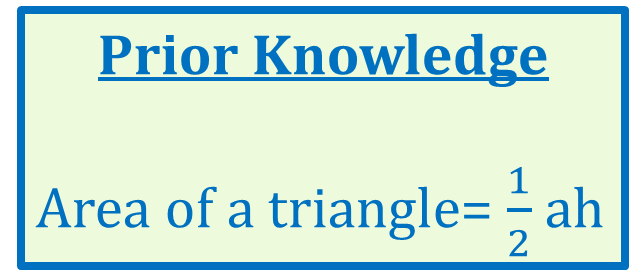 Prior Knowledge
Area of a triangle= 1/2 ah